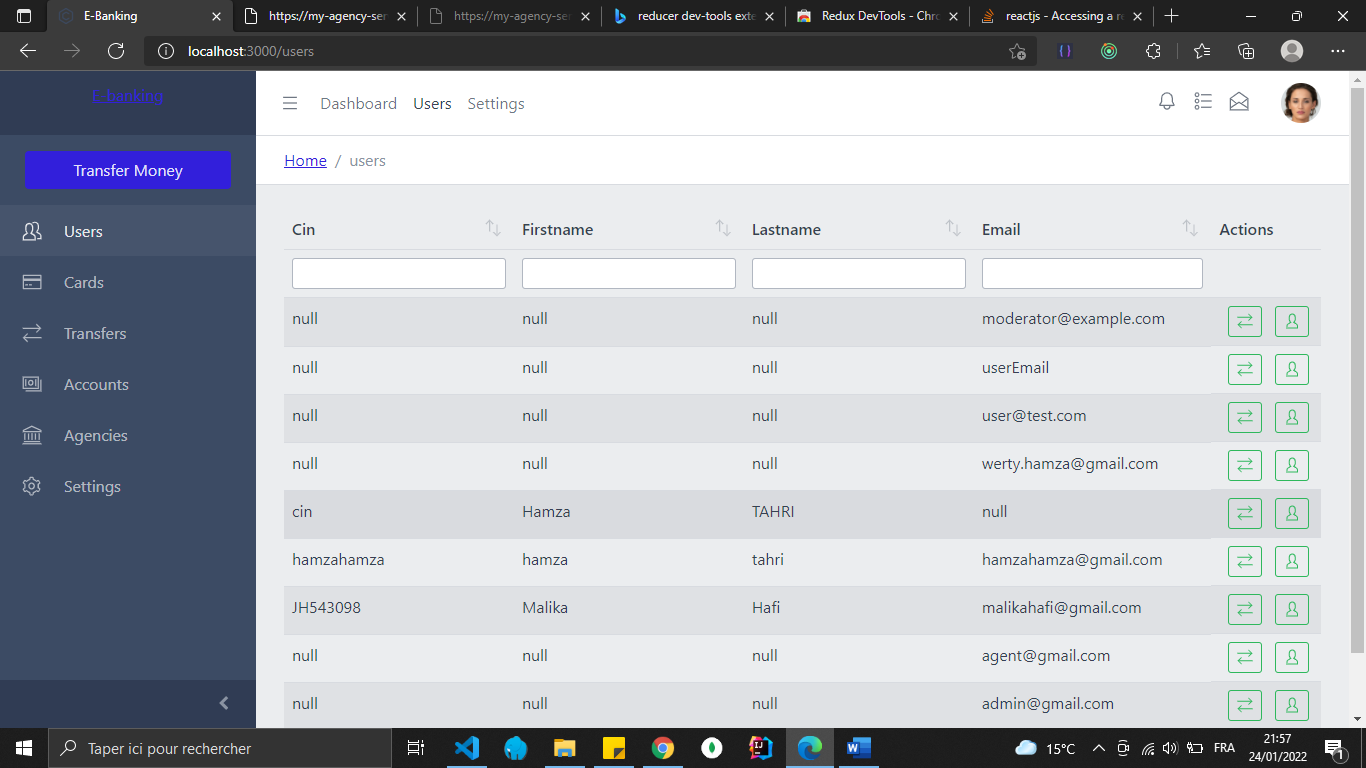 E-Banking
https://my-agency-ser
https://my-agency-ser
reducer dev-tools exte
Redux DevTools - Chro
reactjs - Accessing a re
localhost:3000/users
E-banking
Dashboard Users Settings
Transfer Money
Home / users
Users
Cards
Transfers
Accounts
Agencies
Settings
Cin Firstname Lastname Email Actions
null null null moderator@example.com
null null null userEmail
null null null user@test.com
null null null werty.hamza@gmail.com
cin Hamza TAHRI null
hamzahamza hamza tahri hamzahamza@gmail.com
JH543098 Malika Hafi malikahafi@gmail.com
null null null agent@gmail.com
null null null admin@gmail.com
Taper ici pour rechercher
15°C
FRA
21:57
24/01/2022
1